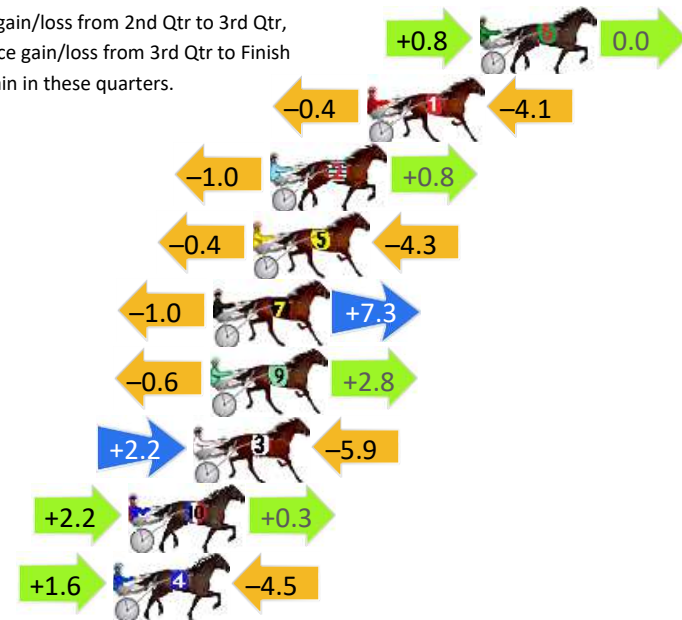 gain/loss from 2nd Qtr to 3rd Qtr,
ce gain/loss from 3rd Qtr to Finish
in in these quarters.
+0.8 6 0.0
–0.4 1 –4.1
–1.0 2 +0.8
–0.4 5 –4.3
–1.0 7 +7.3
–0.6 9 +2.8
+2.2 3 –5.9
+2.2 10 +0.3
+1.6 4 –4.5